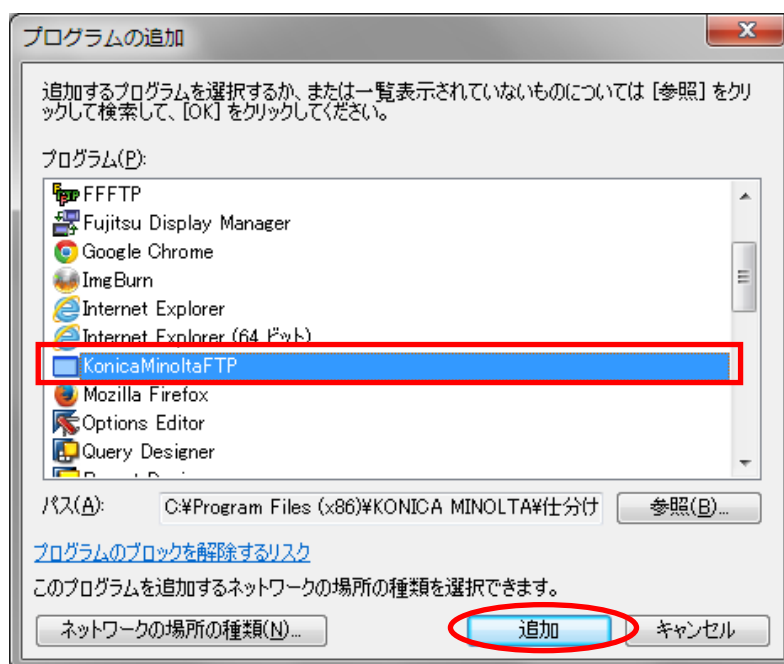 プログラムの追加
追加するプログラムを選択するか、または一覧表示されていないものについては [参照] をクリ
ックして検索して、[OK] をクリックしてください。
プログラム(P):
FFFTP
Fujitsu Display Manager
Google Chrome
ImgBurn
Internet Explorer
Internet Explorer (64 ビット)
KonicaMinoltaFTP
Mozilla Firefox
Options Editor
Query Designer
パス(A):
C:¥Program Files (x86)¥KONICA MINOLTA¥仕分け
参照(B)...
プログラムのブロックを解除するリスク
このプログラムを追加するネットワークの場所の種類を選択できます。
ネットワークの場所の種類(N)...
追加
キャンセル